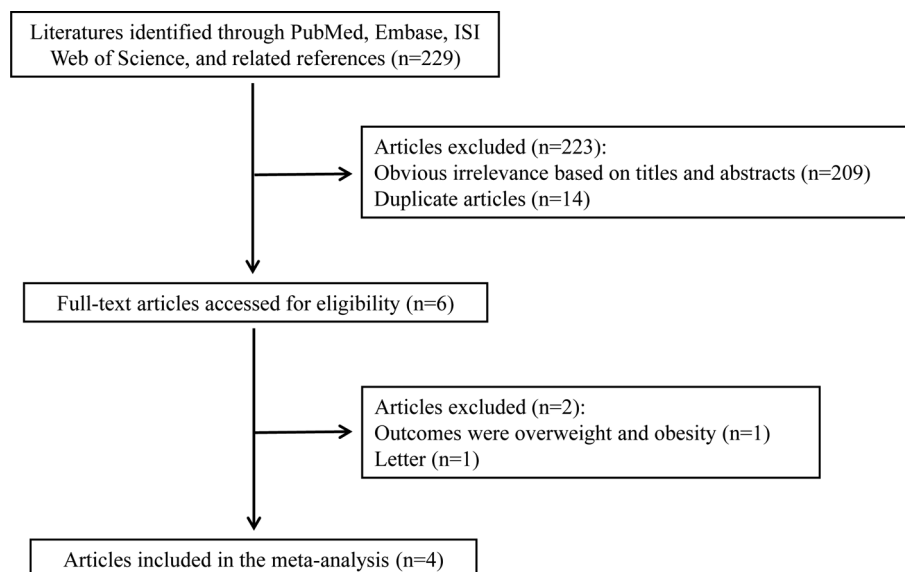 Literatures identified through PubMed, Embase, ISI
Web of Science, and related references (n=229)
Articles excluded (n=223):
Obvious irrelevance based on titles and abstracts (n=209)
Duplicate articles (n=14)
Full-text articles accessed for eligibility (n=6)
Articles excluded (n=2):
Outcomes were overweight and obesity (n=1)
Letter (n=1)
Articles included in the meta-analysis (n=4)